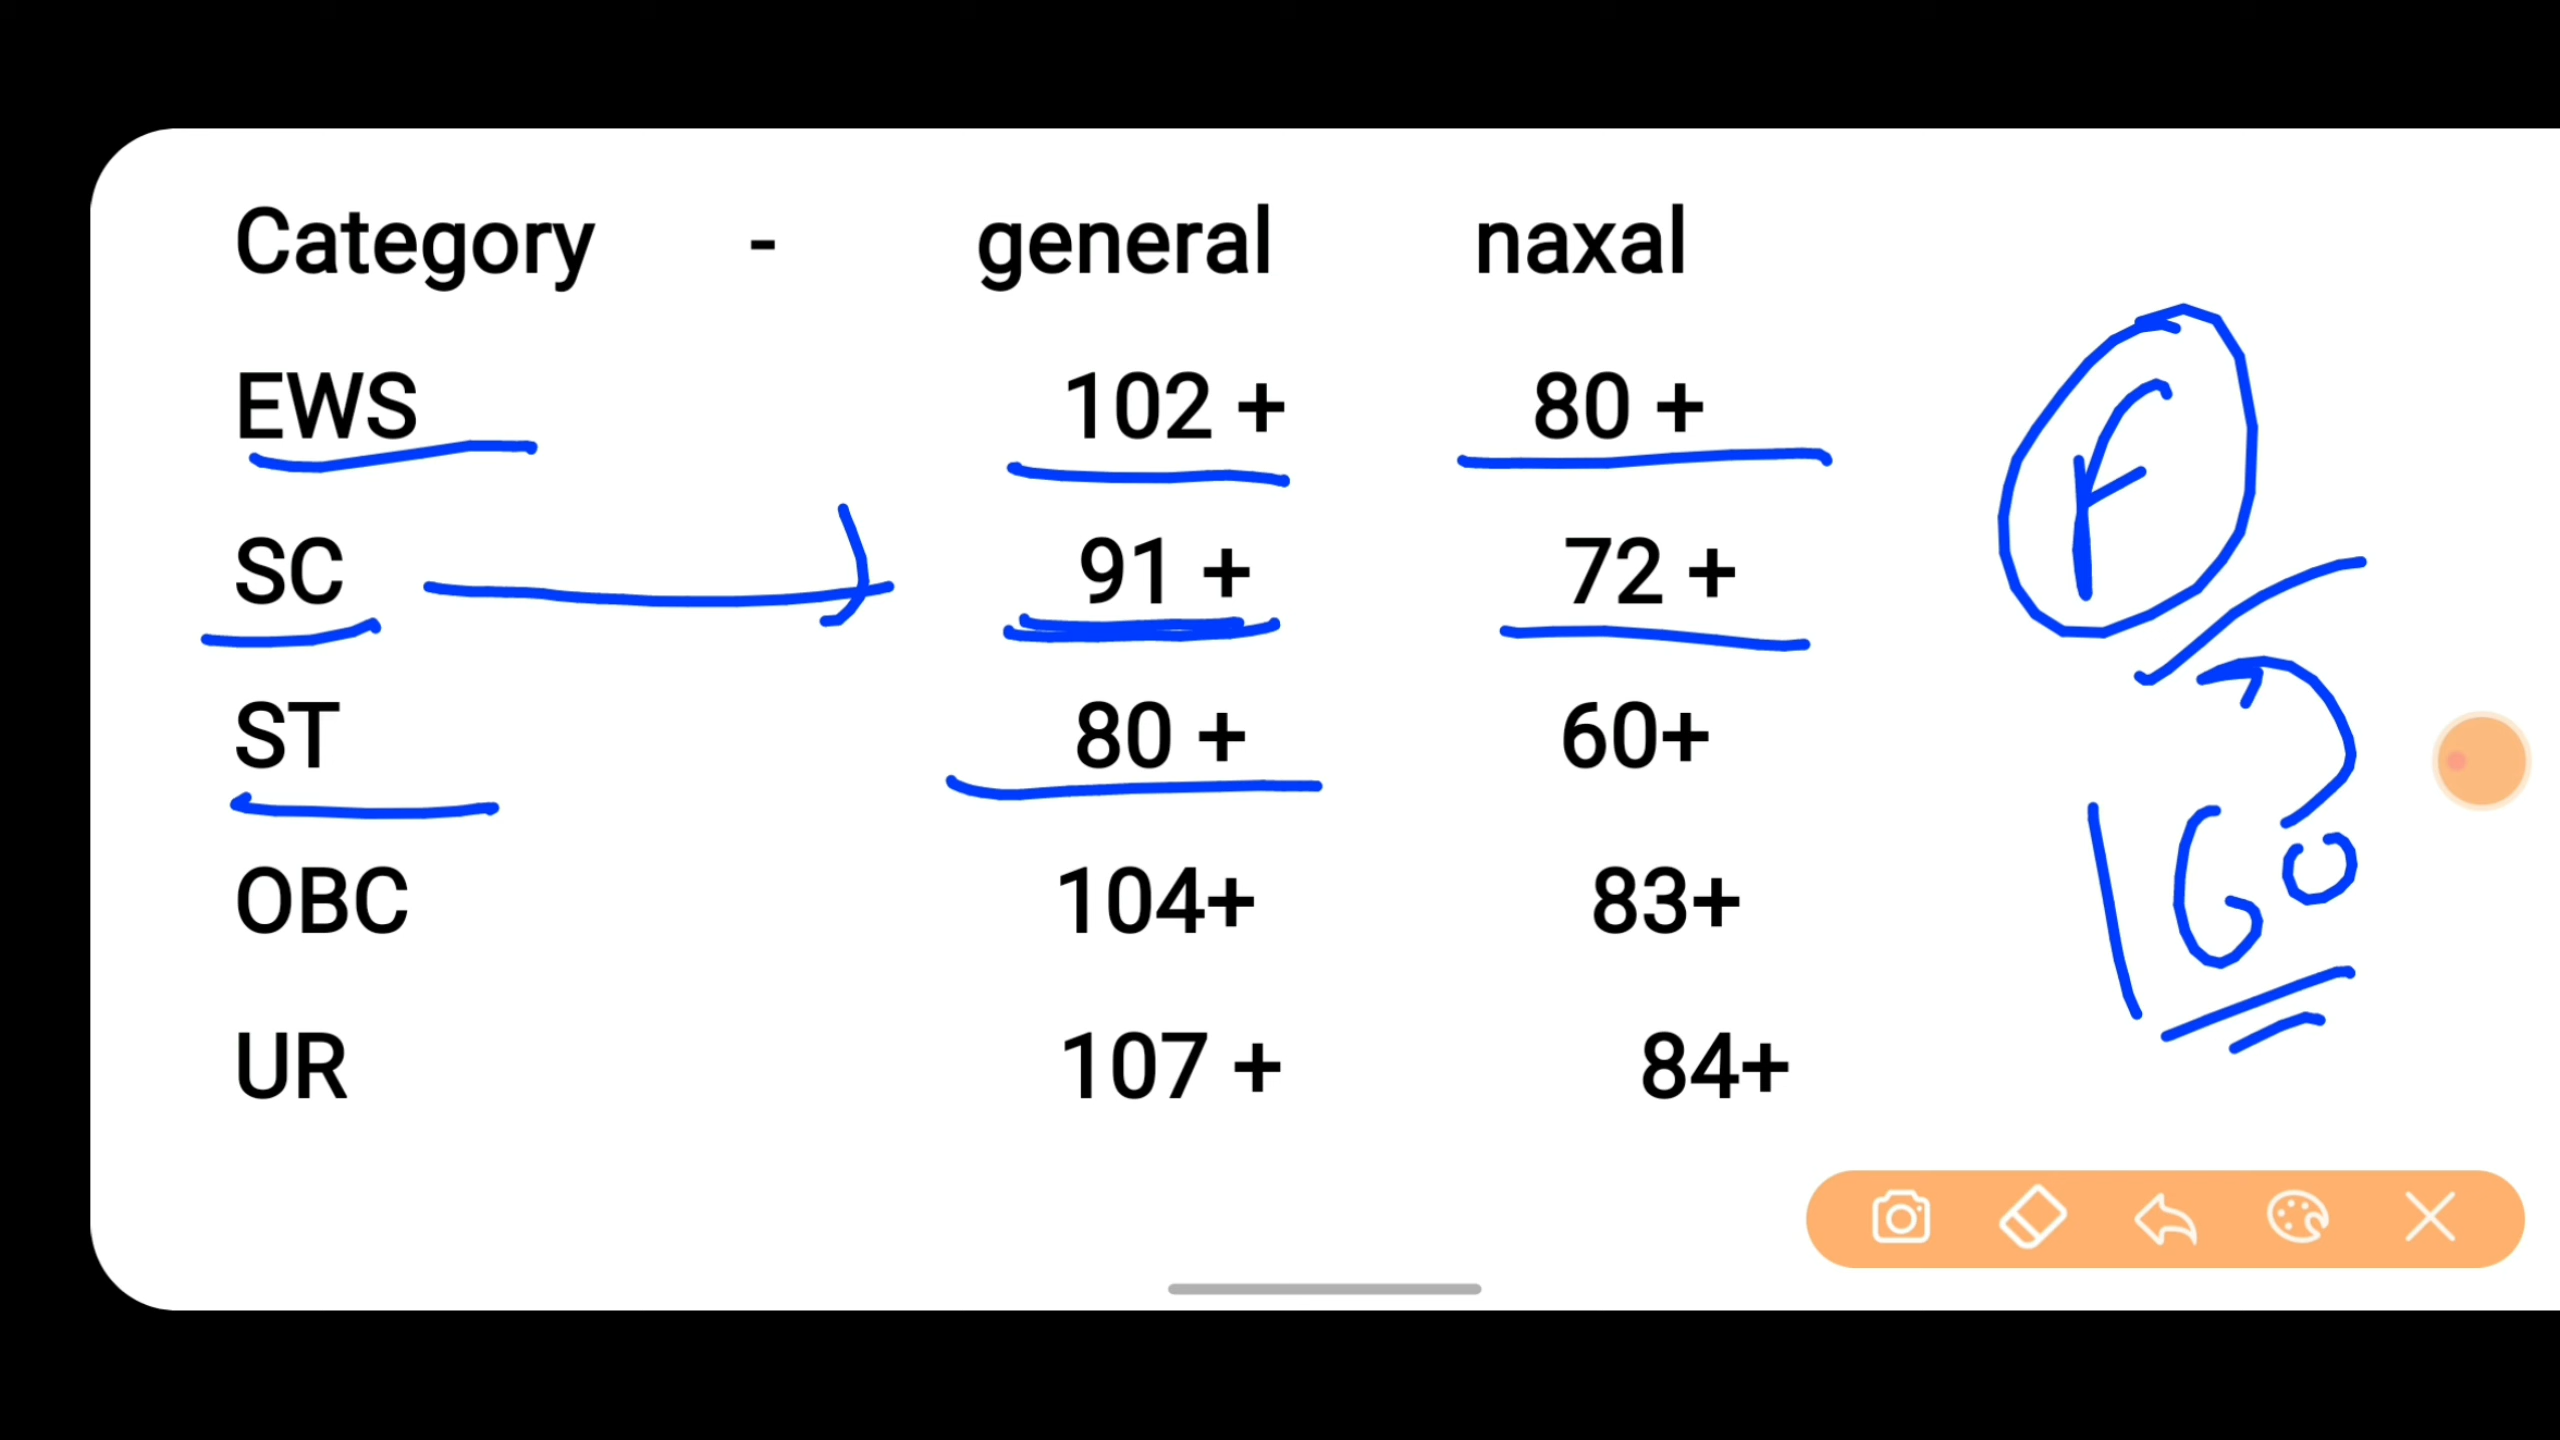 Category - general naxal
EWS 102 + 80 +
SC 91 + 72 +
ST 80 + 60+
OBC 104+ 83+
UR 107 + 84+
F
160